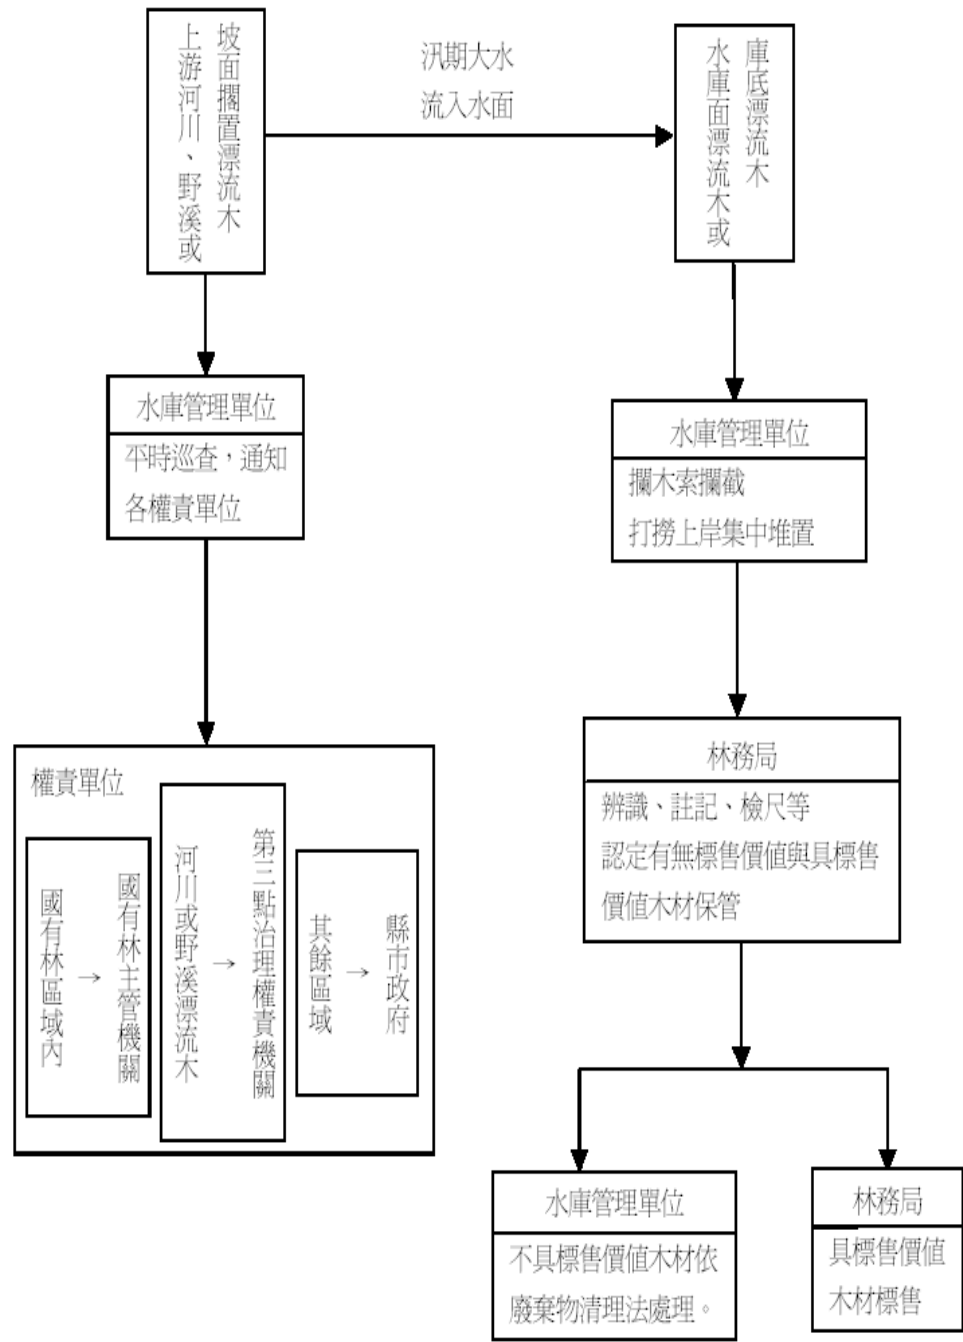 上游河川、野溪或
坡面擱置漂流木
汛期大水
流入水面
水庫面漂流木或
庫底漂流木
水庫管理單位
平時巡查，通知
各權責單位
水庫管理單位
攔木索攔截
打撈上岸集中堆置
權責單位
國有林區域內
→
國有林主管機關
河川或野溪漂流木
→
第三點治理權責機關
其餘區域
→
縣市政府
林務局
辨識、註記、檢尺等
認定有無標售價值與具標售
價值木材保管
水庫管理單位
不具標售價值木材依
廢棄物清理法處理。
林務局
具標售價值
木材標售